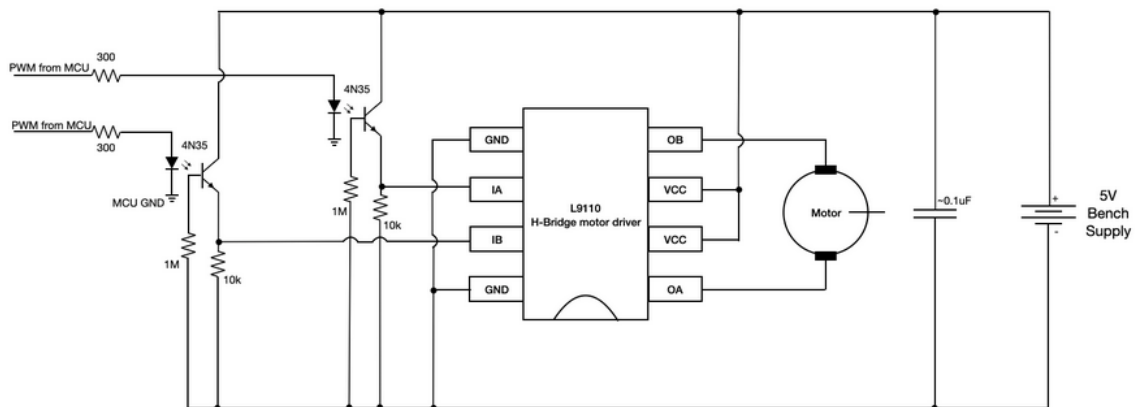 300
PWM from MCU
4N35
PWM from MCU
300
4N35
MCU GND
1M
10k
1M
10k
GND
IA
IB
GND
L9110
H-Bridge motor driver
OB
VCC
VCC
OA
Motor
~0.1uF
+
5V
Bench
Supply
-